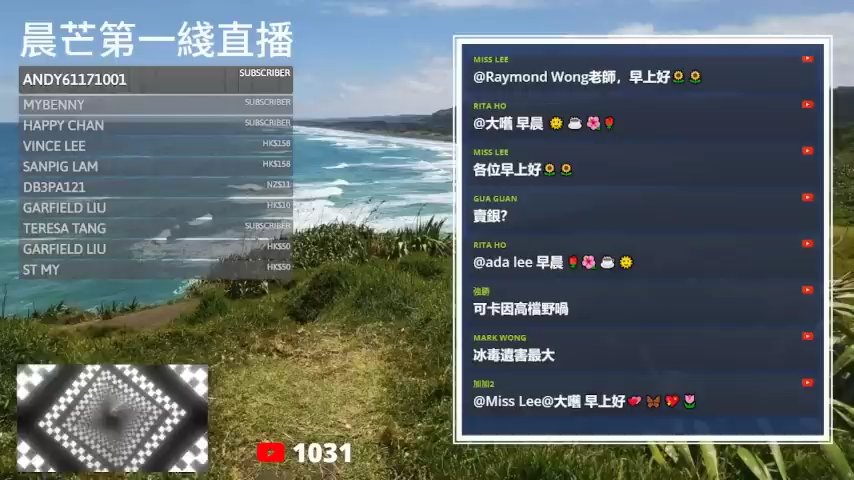 晨芒第一綫直播
ANDY61171001 SUBSCRIBER
MYBENNY SUBSCRIBER
HAPPY CHAN SUBSCRIBER
VINCE LEE HK$158
SANPIG LAM HK$158
DB3PA121 NZ$11
GARFIELD LIU HK$10
TERESA TANG SUBSCRIBER
GARFIELD LIU HK$50
ST MY HK$50
1031
MISS LEE
@Raymond Wong老師，早上好🌻🌻
RITA HO
@大囈 早晨 🌞☕🌺🌹
MISS LEE
各位早上好🌻🌻
GUA GUAN
賣銀?
RITA HO
@ada lee 早晨🌹🌺☕🌞
強勝
可卡因高檔野喎
MARK WONG
冰毒遺害最大
加加2
@Miss Lee@大囈 早上好💕🦋💖🌷